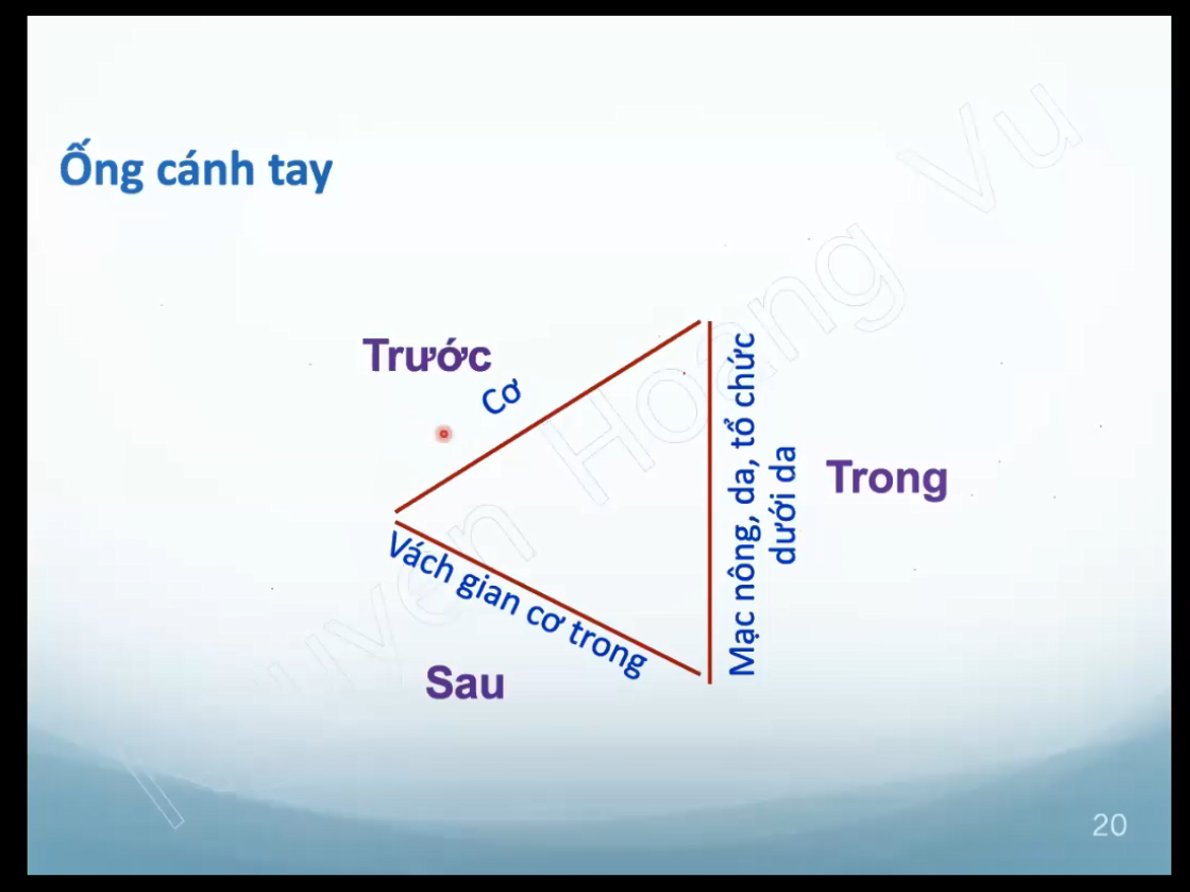 Ống cánh tay
Trước
Cơ
Mạc nông, da, tổ chức
dưới da
Trong
Vách gian cơ trong
Sau
Hoang Vu
20